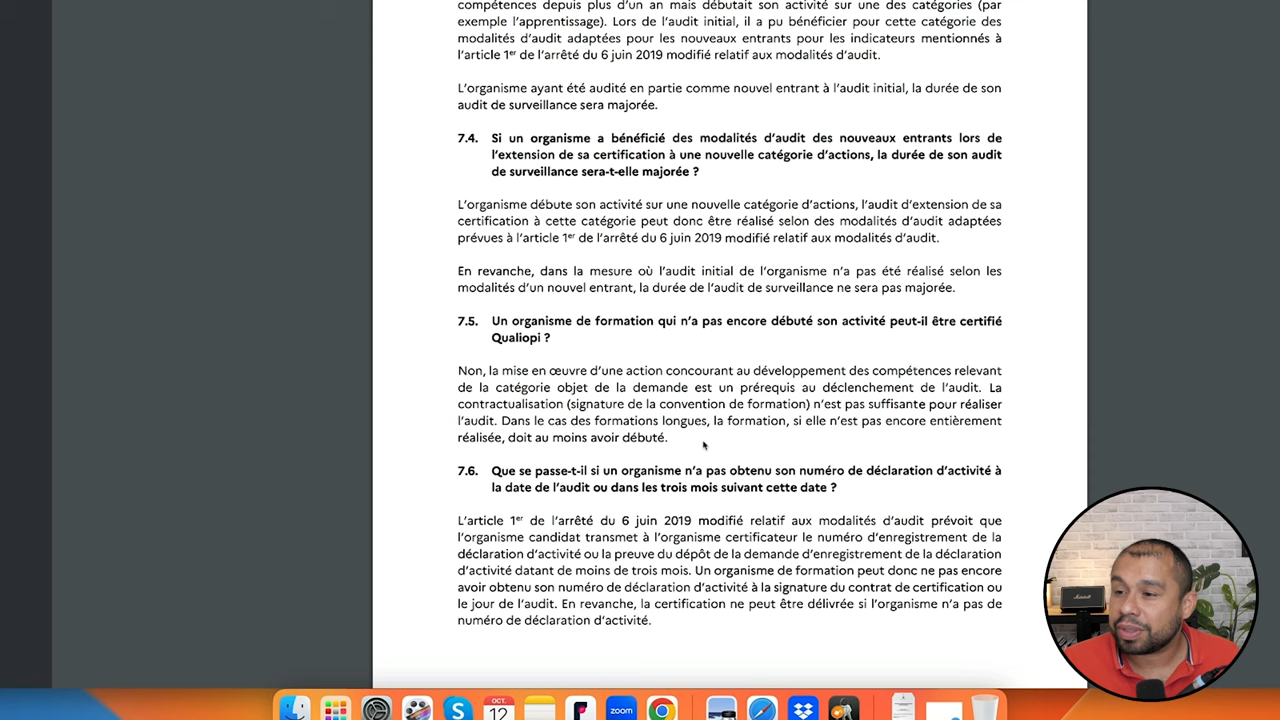 compétences depuis plus d'un an mais débutait son activité sur une des catégories (par
exemple l'apprentissage). Lors de l'audit initial, il a pu bénéficier pour cette catégorie des
modalités d'audit adaptées pour les nouveaux entrants pour les indicateurs mentionnés à
l'article 1er de l'arrêté du 6 juin 2019 modifié relatif aux modalités d'audit.
L'organisme ayant été audité en partie comme nouvel entrant à l'audit initial, la durée de son
audit de surveillance sera majorée.
7.4. Si un organisme a bénéficié des modalités d'audit des nouveaux entrants lors de
l'extension de sa certification à une nouvelle catégorie d'actions, la durée de son audit
de surveillance sera-t-elle majorée ?
L'organisme débute son activité sur une nouvelle catégorie d'actions, l'audit d'extension de sa
certification à cette catégorie peut donc être réalisé selon des modalités d'audit adaptées
prévues à l'article 1er de l'arrêté du 6 juin 2019 modifié relatif aux modalités d'audit.
En revanche, dans la mesure où l'audit initial de l'organisme n'a pas été réalisé selon les
modalités d'un nouvel entrant, la durée de l'audit de surveillance ne sera pas majorée.
7.5. Un organisme de formation qui n'a pas encore débuté son activité peut-il être certifié
Qualiopi ?
Non, la mise en œuvre d'une action concourant au développement des compétences relevant
de la catégorie objet de la demande est un prérequis au déclenchement de l'audit. La
contractualisation (signature de la convention de formation) n'est pas suffisante pour réaliser
l'audit. Dans le cas des formations longues, la formation, si elle n'est pas encore entièrement
réalisée, doit au moins avoir débuté.
7.6. Que se passe-t-il si un organisme n'a pas obtenu son numéro de déclaration d'activité à
la date de l'audit ou dans les trois mois suivant cette date ?
L'article 1er de l'arrêté du 6 juin 2019 modifié relatif aux modalités d'audit prévoit que
l'organisme candidat transmet à l'organisme certificateur le numéro d'enregistrement de la
déclaration d'activité ou la preuve du dépôt de la demande d'enregistrement de la déclaration
d'activité datant de moins de trois mois. Un organisme de formation peut donc ne pas encore
avoir obtenu son numéro de déclaration d'activité à la signature du contrat de certification ou
le jour de l'audit. En revanche, la certification ne peut être délivrée si l'organisme n'a pas de
numéro de déclaration d'activité.
Marshall
OCT.
12
zoom